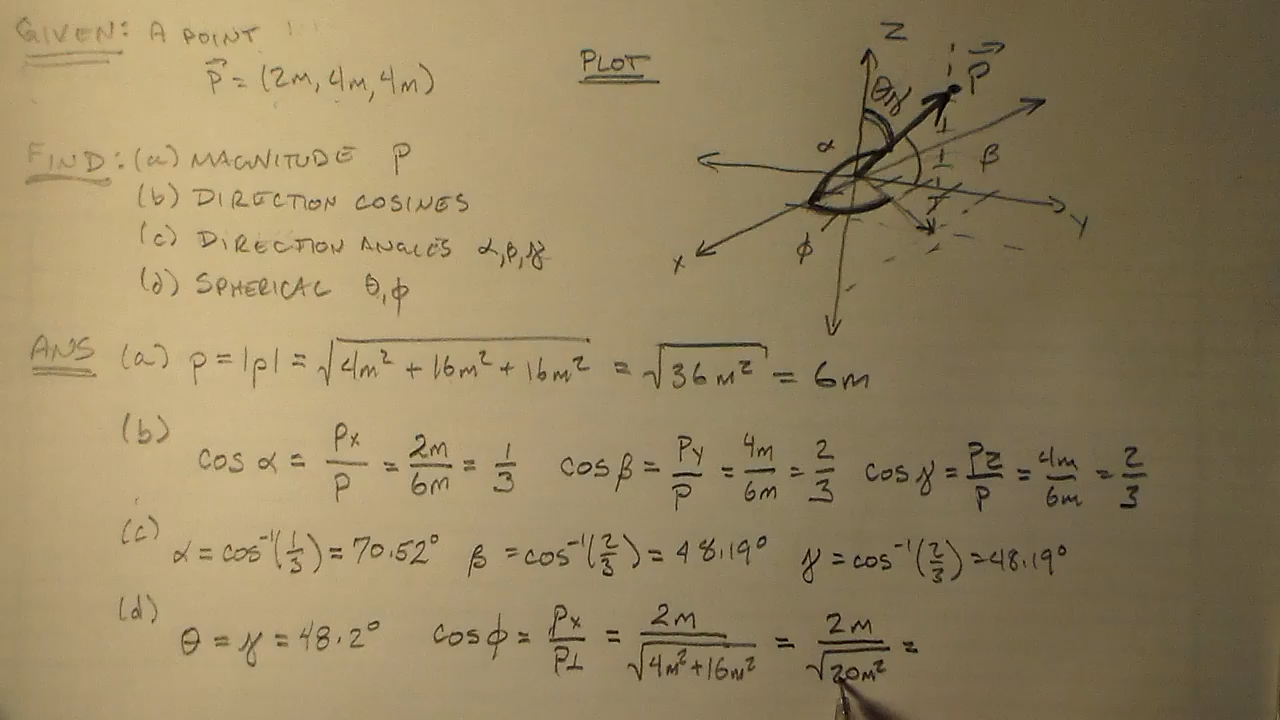 GIVEN: A POINT
P⃗ = (2m, 4m, 4m)
PLOT
Z
P⃗
θ,γ
α
β
Y
X
φ
FIND: (a) MAGNITUDE P
(b) DIRECTION COSINES
(c) DIRECTION ANGLES α,β,γ
(d) SPHERICAL θ,φ
ANS (a) p = |p| = √(4m² + 16m² + 16m²) = √(36m²) = 6m
(b)
cos α = Px/P = 2m/6m = 1/3 cos β = Py/P = 4m/6m = 2/3 cos γ = Pz/P = 4m/6m = 2/3
(c) α = cos⁻¹(1/3) = 70.52° β = cos⁻¹(2/3) = 48.19° γ = cos⁻¹(2/3) = 48.19°
(d) θ = γ = 48.2° cos φ = Px/P⊥ = 2m/√(4m²+16m²) = 2m/√(20m²) =